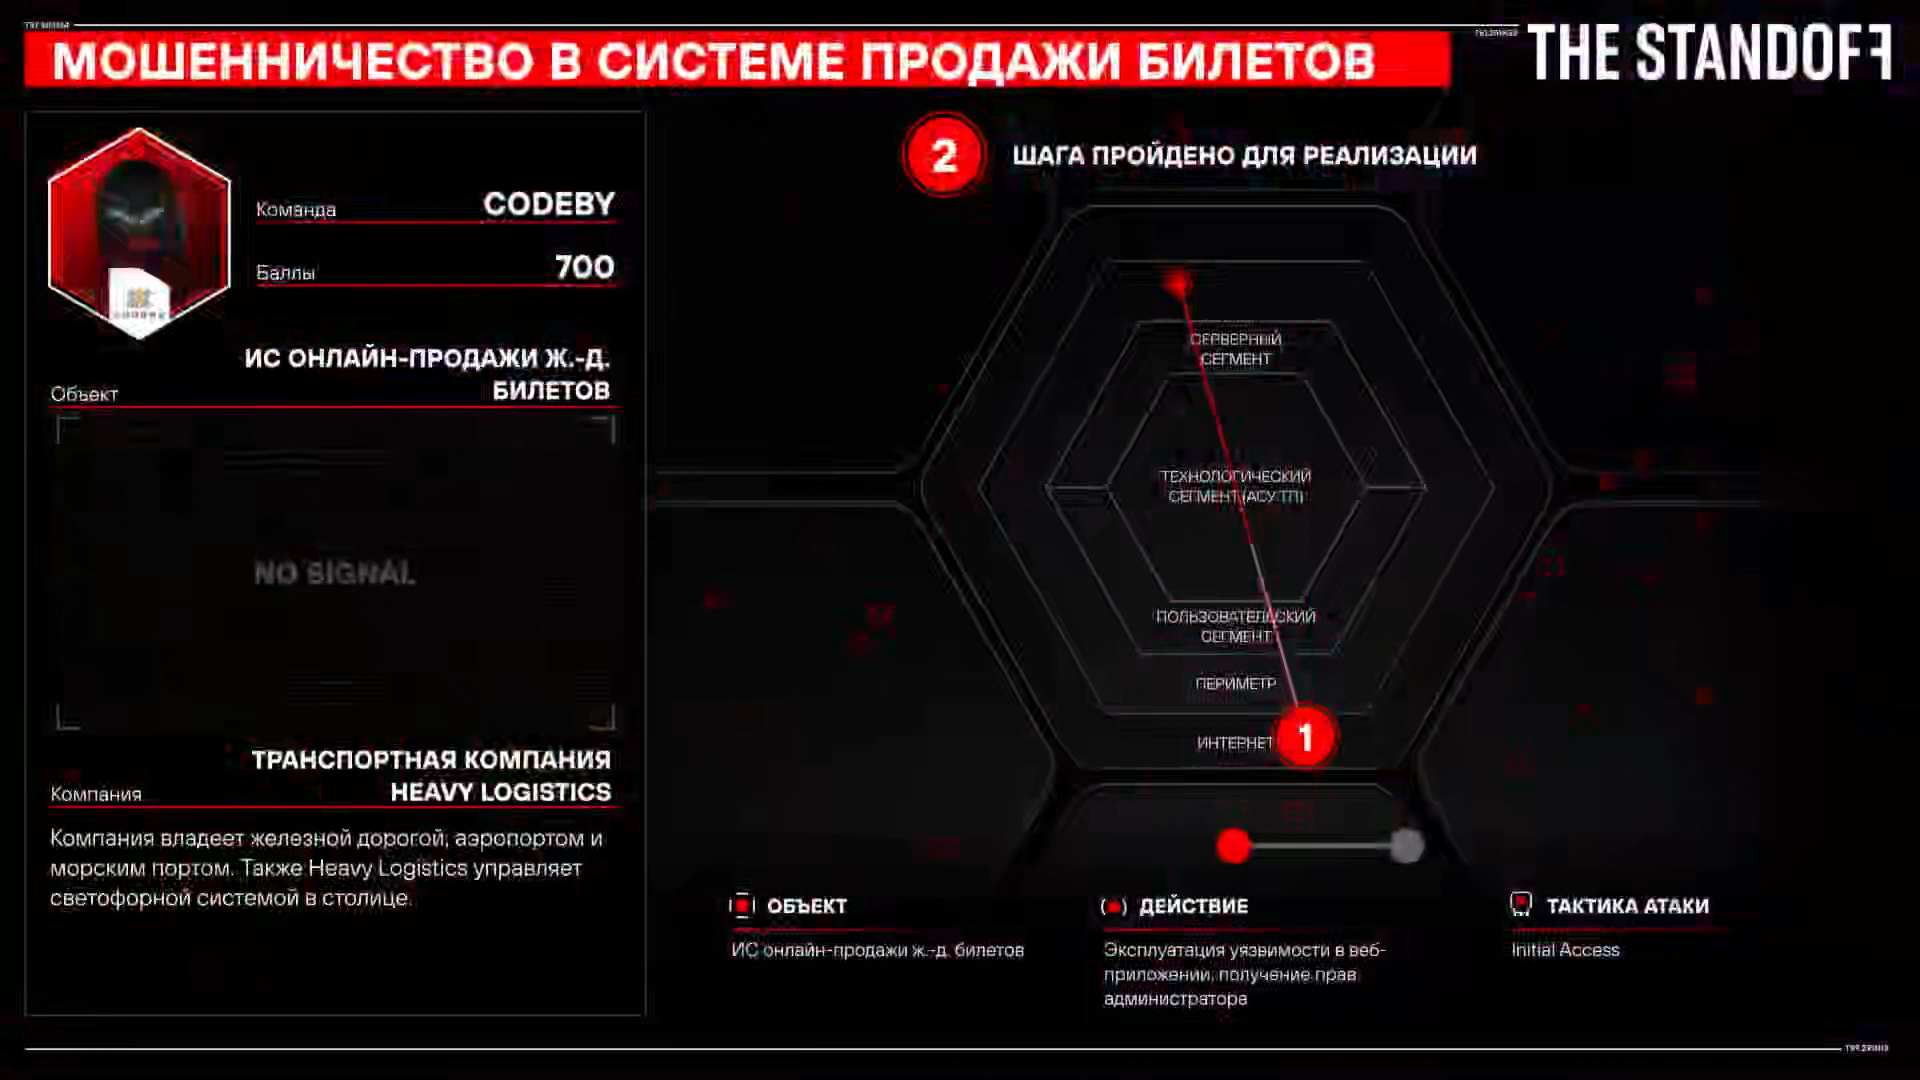 МОШЕННИЧЕСТВО В СИСТЕМЕ ПРОДАЖИ БИЛЕТОВ
THE STANDOFF
Команда CODEBY
Баллы 700
ИС ОНЛАЙН-ПРОДАЖИ Ж.-Д.
Объект БИЛЕТОВ
NO SIGNAL
ТРАНСПОРТНАЯ КОМПАНИЯ
Компания HEAVY LOGISTICS
Компания владеет железной дорогой, аэропортом и
морским портом. Также Heavy Logistics управляет
светофорной системой в столице.
2 ШАГА ПРОЙДЕНО ДЛЯ РЕАЛИЗАЦИИ
СЕРВЕРНЫЙ
СЕГМЕНТ
ТЕХНОЛОГИЧЕСКИЙ
СЕГМЕНТ (АСУ ТП)
ПОЛЬЗОВАТЕЛЬСКИЙ
СЕГМЕНТ
ПЕРИМЕТР
ИНТЕРНЕТ 1
ОБЪЕКТ
ИС онлайн-продажи ж.-д. билетов
ДЕЙСТВИЕ
Эксплуатация уязвимости в веб-
приложении, получение прав
администратора
ТАКТИКА АТАКИ
Initial Access